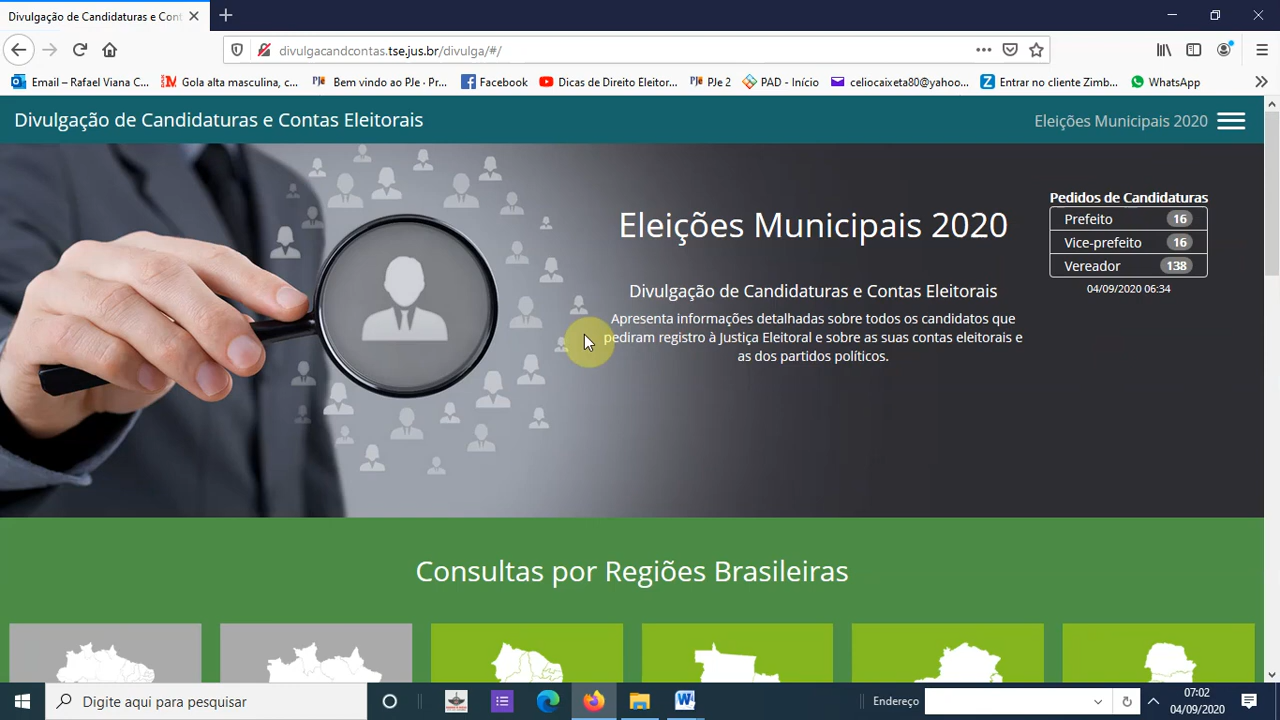 Divulgação de Candidaturas e Cont
divulgacandcontas.tse.jus.br/divulga/#/
Email – Rafael Viana C...
Gola alta masculina, c...
Bem vindo ao PJe · Pr...
Facebook
Dicas de Direito Eleitor...
PJe 2
PAD - Início
celiocaixeta80@yahoo...
Entrar no cliente Zimb...
WhatsApp
Divulgação de Candidaturas e Contas Eleitorais
Eleições Municipais 2020
Pedidos de Candidaturas
Prefeito 16
Vice-prefeito 16
Vereador 138
04/09/2020 06:34
Eleições Municipais 2020
Divulgação de Candidaturas e Contas Eleitorais
Apresenta informações detalhadas sobre todos os candidatos que
pediram registro à Justiça Eleitoral e sobre as suas contas eleitorais e
as dos partidos políticos.
Consultas por Regiões Brasileiras
Digite aqui para pesquisar
Endereço
07:02
04/09/2020